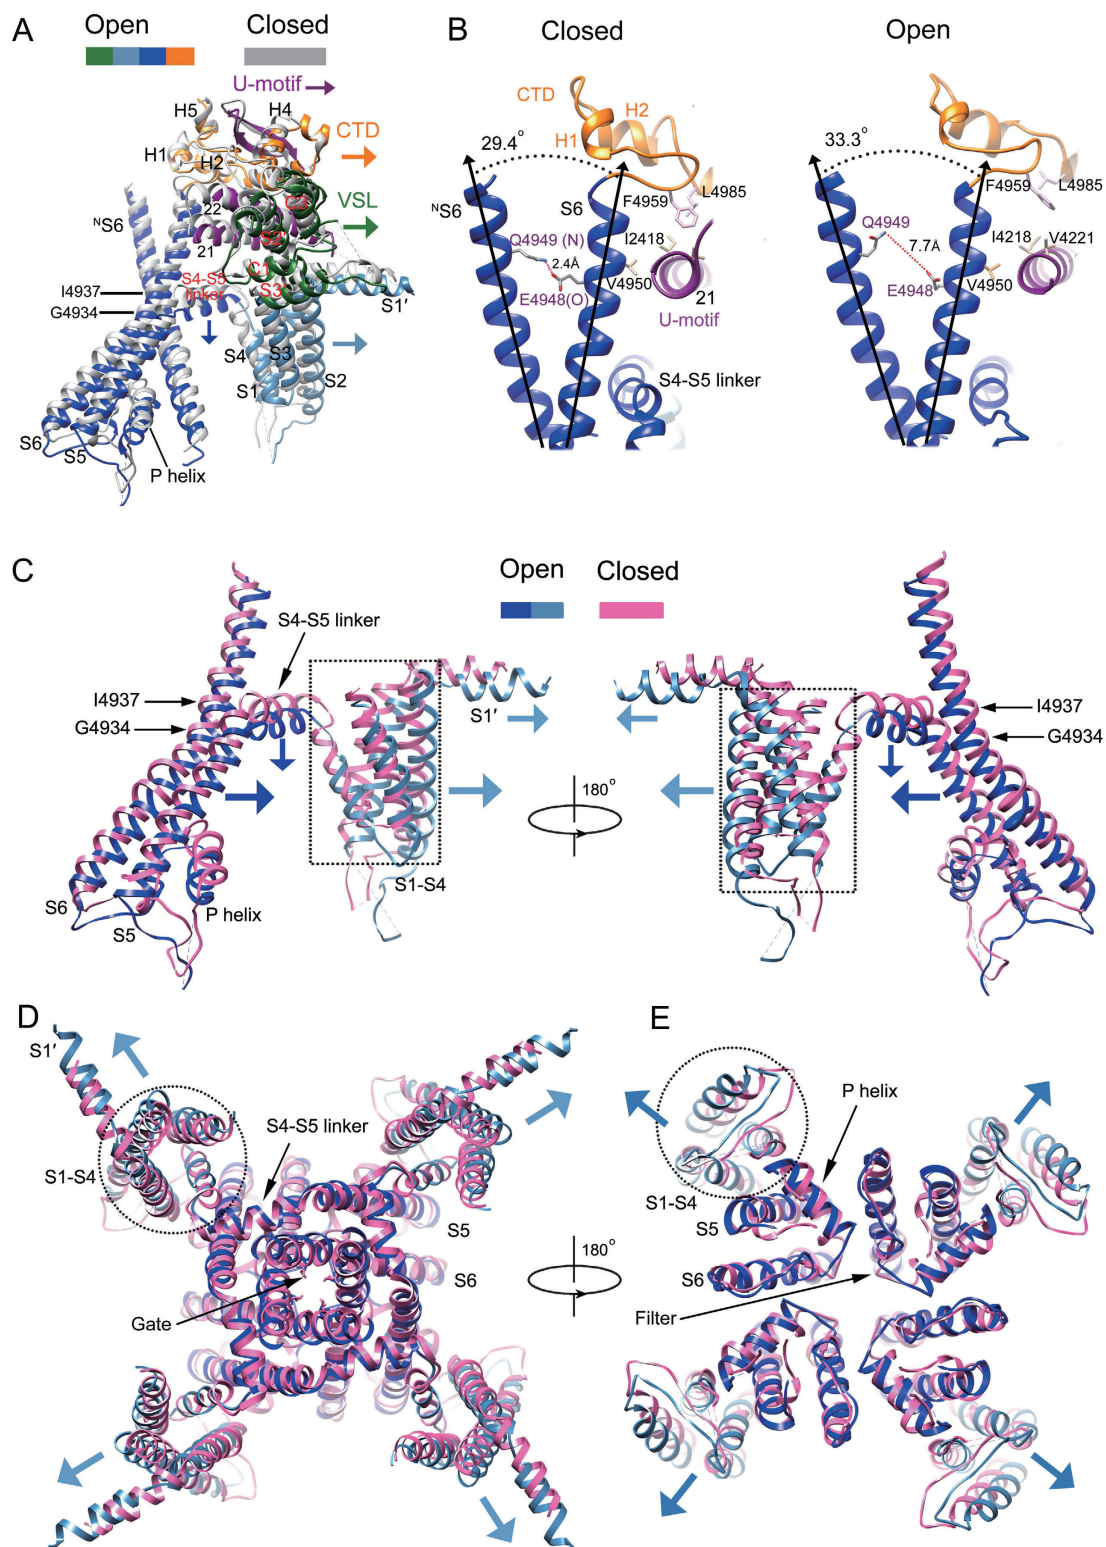 A
Open
Closed
U-motif
H5
H4
CTD
H1
H2
VSL
C3
ᴺS6
22
S2'
21
C1
S4-S5
linker
S3'
S1′
I4937
G4934
S4
S3
S1
S2
S6
S5
P helix
B
Closed
Open
CTD
H2
H1
29.4°
ᴺS6
S6
F4959
L4985
Q4949 (N)
I2418
2.4Å
V4950
E4948(O)
21
U-motif
S4-S5 linker
33.3°
F4959
L4985
Q4949
7.7Å
I4218
V4221
E4948
V4950
C
Open
Closed
S4-S5 linker
I4937
G4934
S1′
180°
S1-S4
S6
S5
P helix
I4937
G4934
D
S1′
S4-S5 linker
S1-S4
S5
S6
Gate
180°
E
P helix
S1-S4
S5
S6
Filter